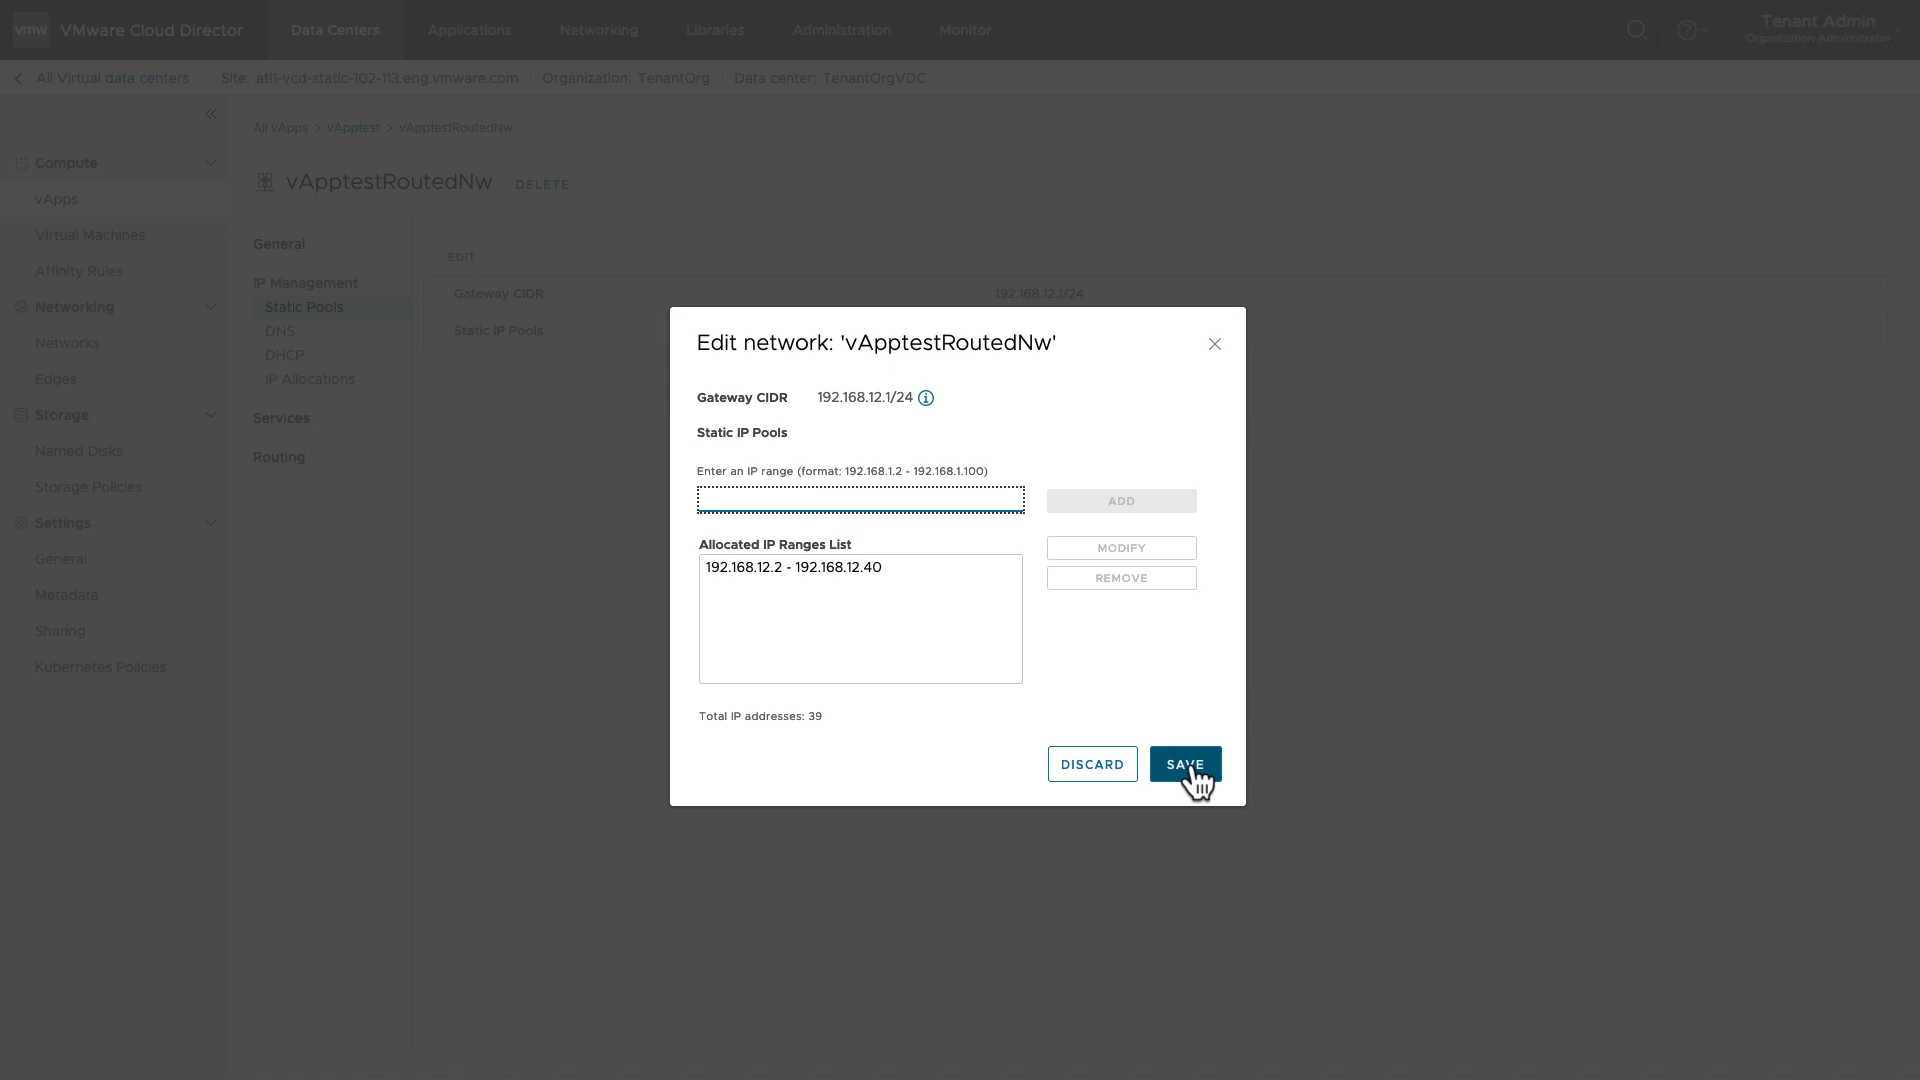 vmw VMware Cloud Director Data Centers Applications Networking Libraries Administration Monitor Tenant Admin
Organization Administrator
All Virtual data centers Site: atl1-vcd-static-102-113.eng.vmware.com Organization: TenantOrg Data center: TenantOrgVDC
All vApps > vApptest > vApptestRoutedNw
Compute
vApps
Virtual Machines
Affinity Rules
Networking
Networks
Edges
Storage
Named Disks
Storage Policies
Settings
General
Metadata
Sharing
Kubernetes Policies
vApptestRoutedNw DELETE
General
IP Management
Static Pools
DNS
DHCP
IP Allocations
Services
Routing
EDIT
Gateway CIDR 192.168.12.1/24
Static IP Pools
Edit network: 'vApptestRoutedNw'
Gateway CIDR 192.168.12.1/24
Static IP Pools
Enter an IP range (format: 192.168.1.2 - 192.168.1.100)
ADD
Allocated IP Ranges List
MODIFY
192.168.12.2 - 192.168.12.40
REMOVE
Total IP addresses: 39
DISCARD SAVE